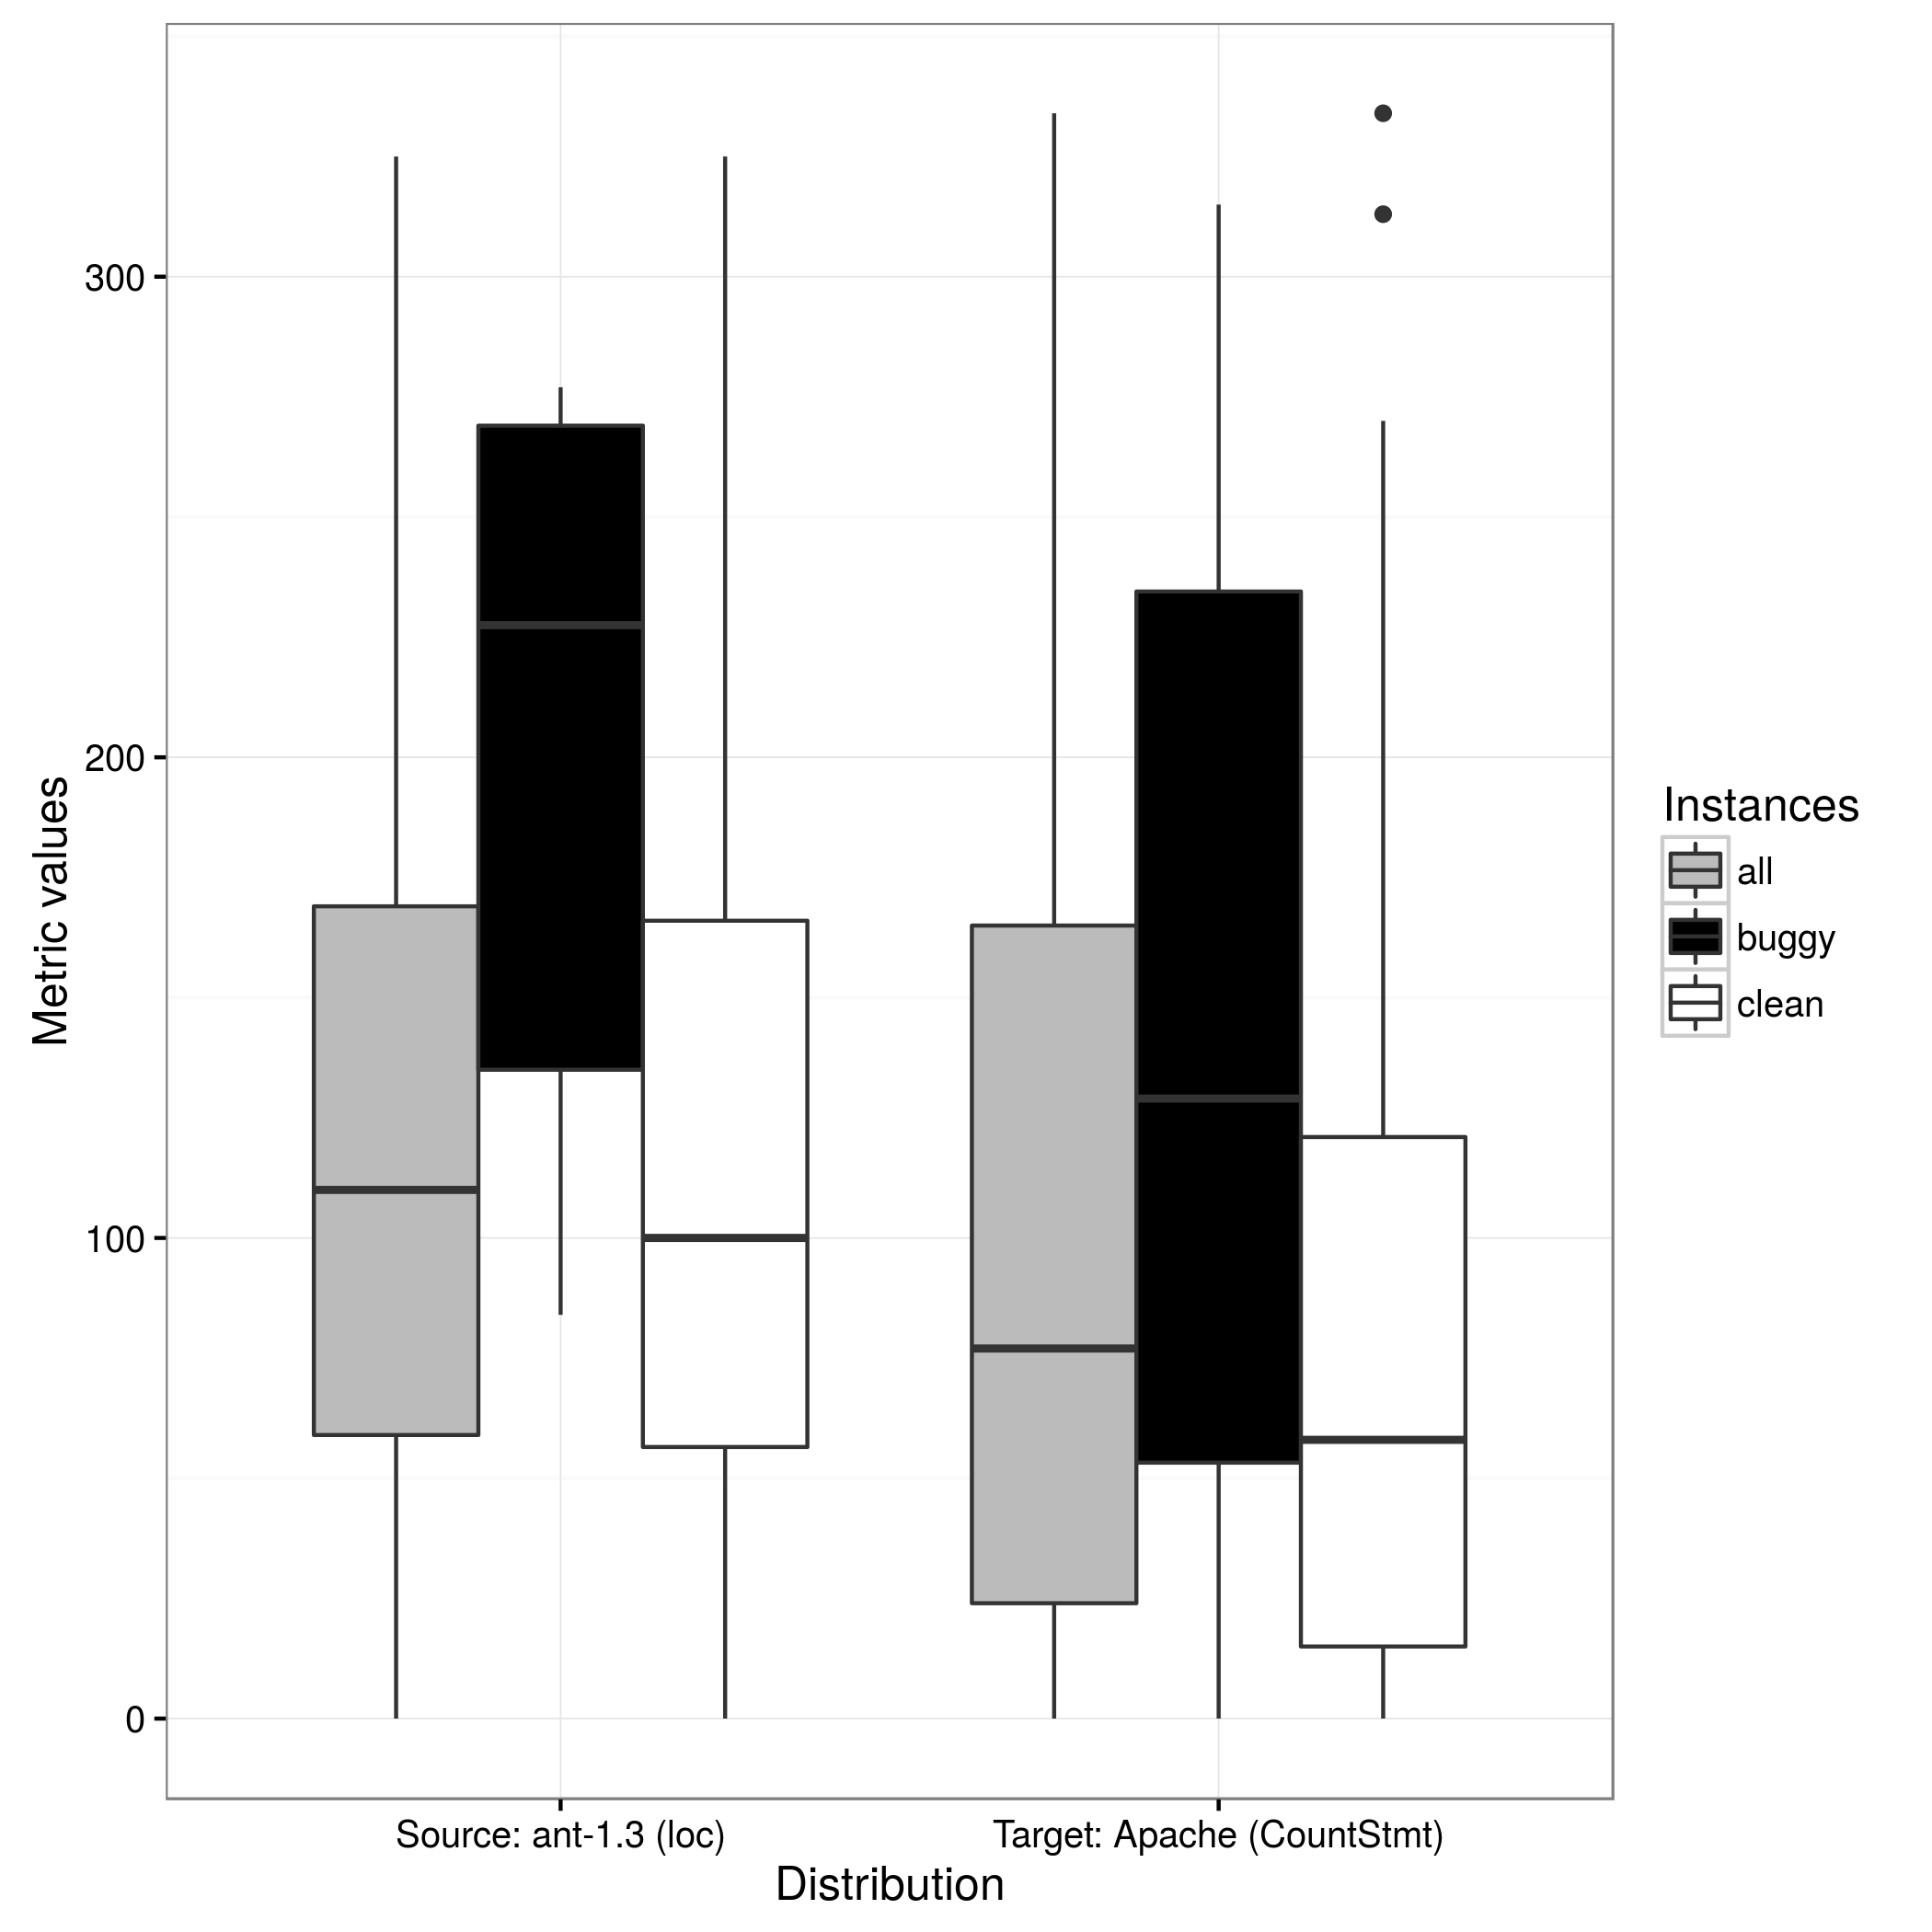 Metric values
300
200
100
0
Source: ant-1.3 (loc)
Target: Apache (CountStmt)
Distribution
Instances
all
buggy
clean